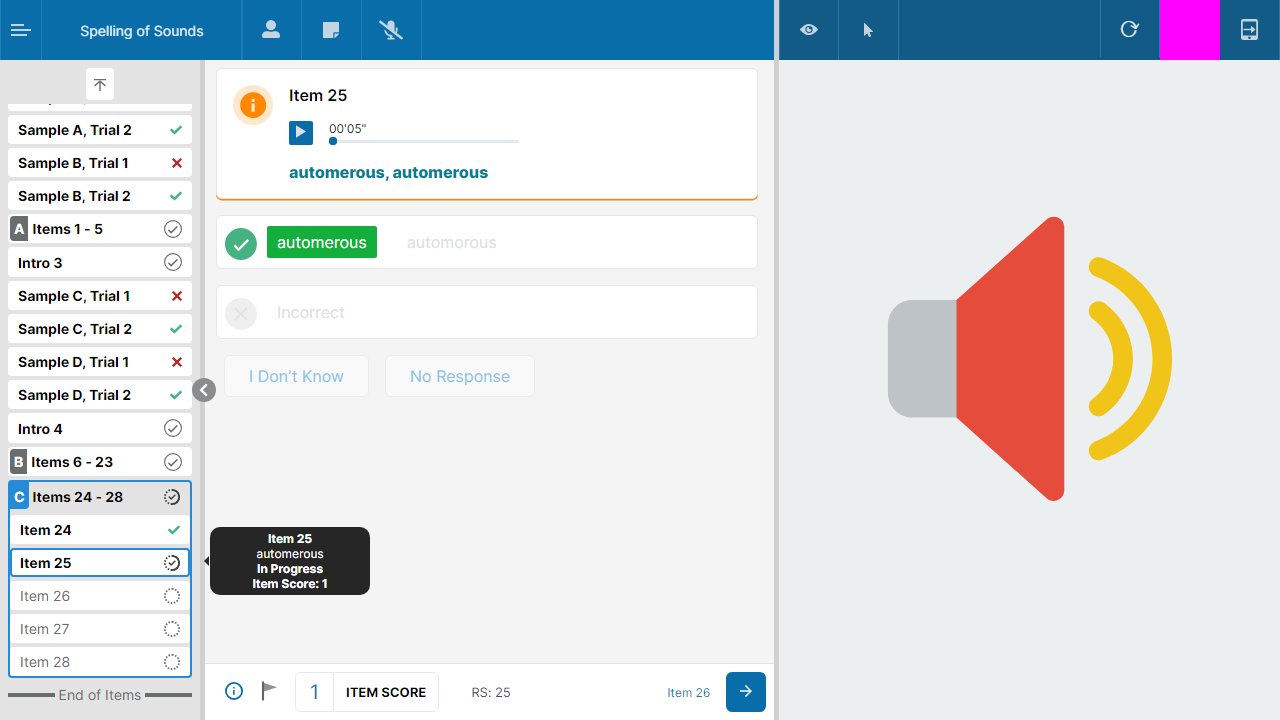 Spelling of Sounds
Sample A, Trial 2
Sample B, Trial 1
Sample B, Trial 2
A Items 1 - 5
Intro 3
Sample C, Trial 1
Sample C, Trial 2
Sample D, Trial 1
Sample D, Trial 2
Intro 4
B Items 6 - 23
C Items 24 - 28
Item 24
Item 25
Item 26
Item 27
Item 28
End of Items
Item 25
00'05"
automerous, automerous
automerous automorous
Incorrect
I Don't Know No Response
Item 25
automerous
In Progress
Item Score: 1
1 ITEM SCORE RS: 25 Item 26